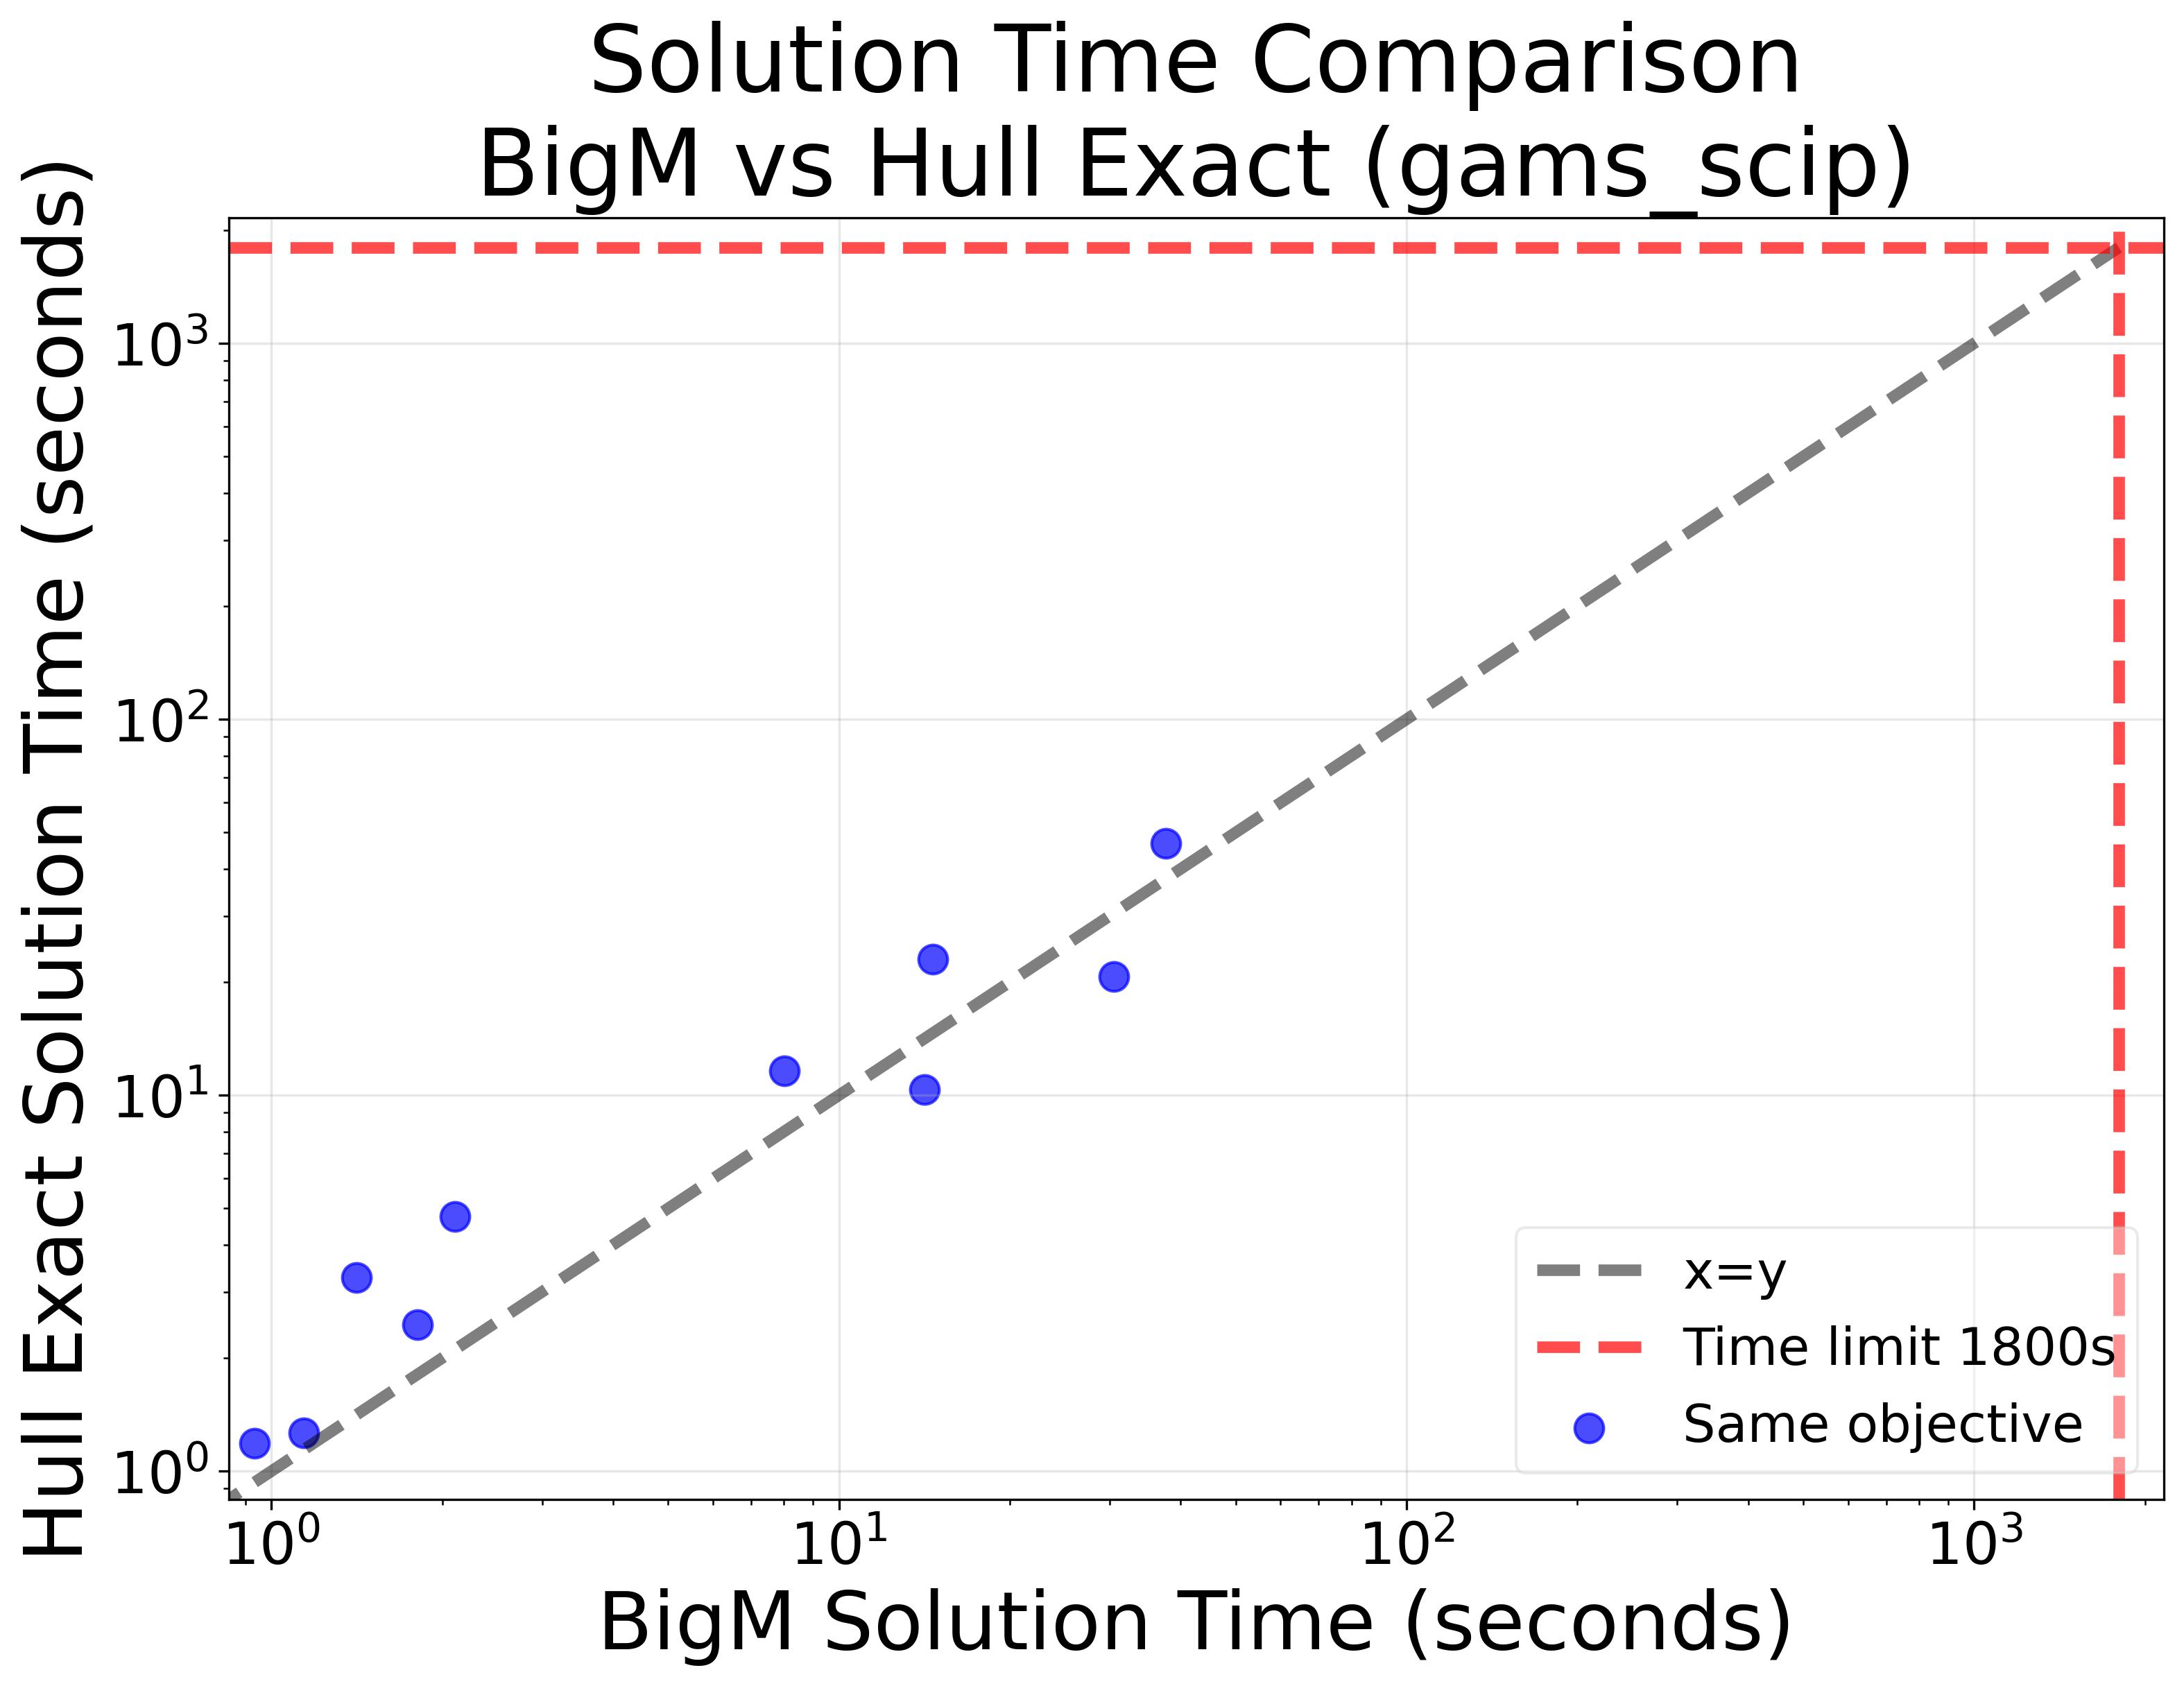 Solution Time Comparison
BigM vs Hull Exact (gams_scip)
Hull Exact Solution Time (seconds)
10³
10²
10¹
10⁰
10⁰ 10¹ 10² 10³
BigM Solution Time (seconds)
x=y
Time limit 1800s
Same objective